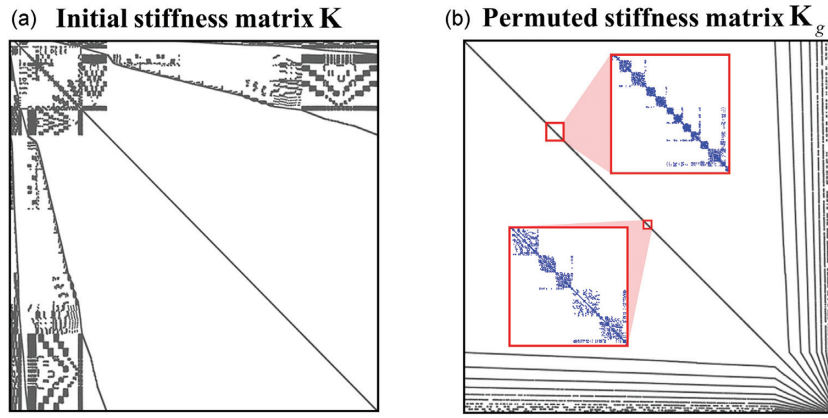 (a) Initial stiffness matrix K
(b) Permuted stiffness matrix K_g